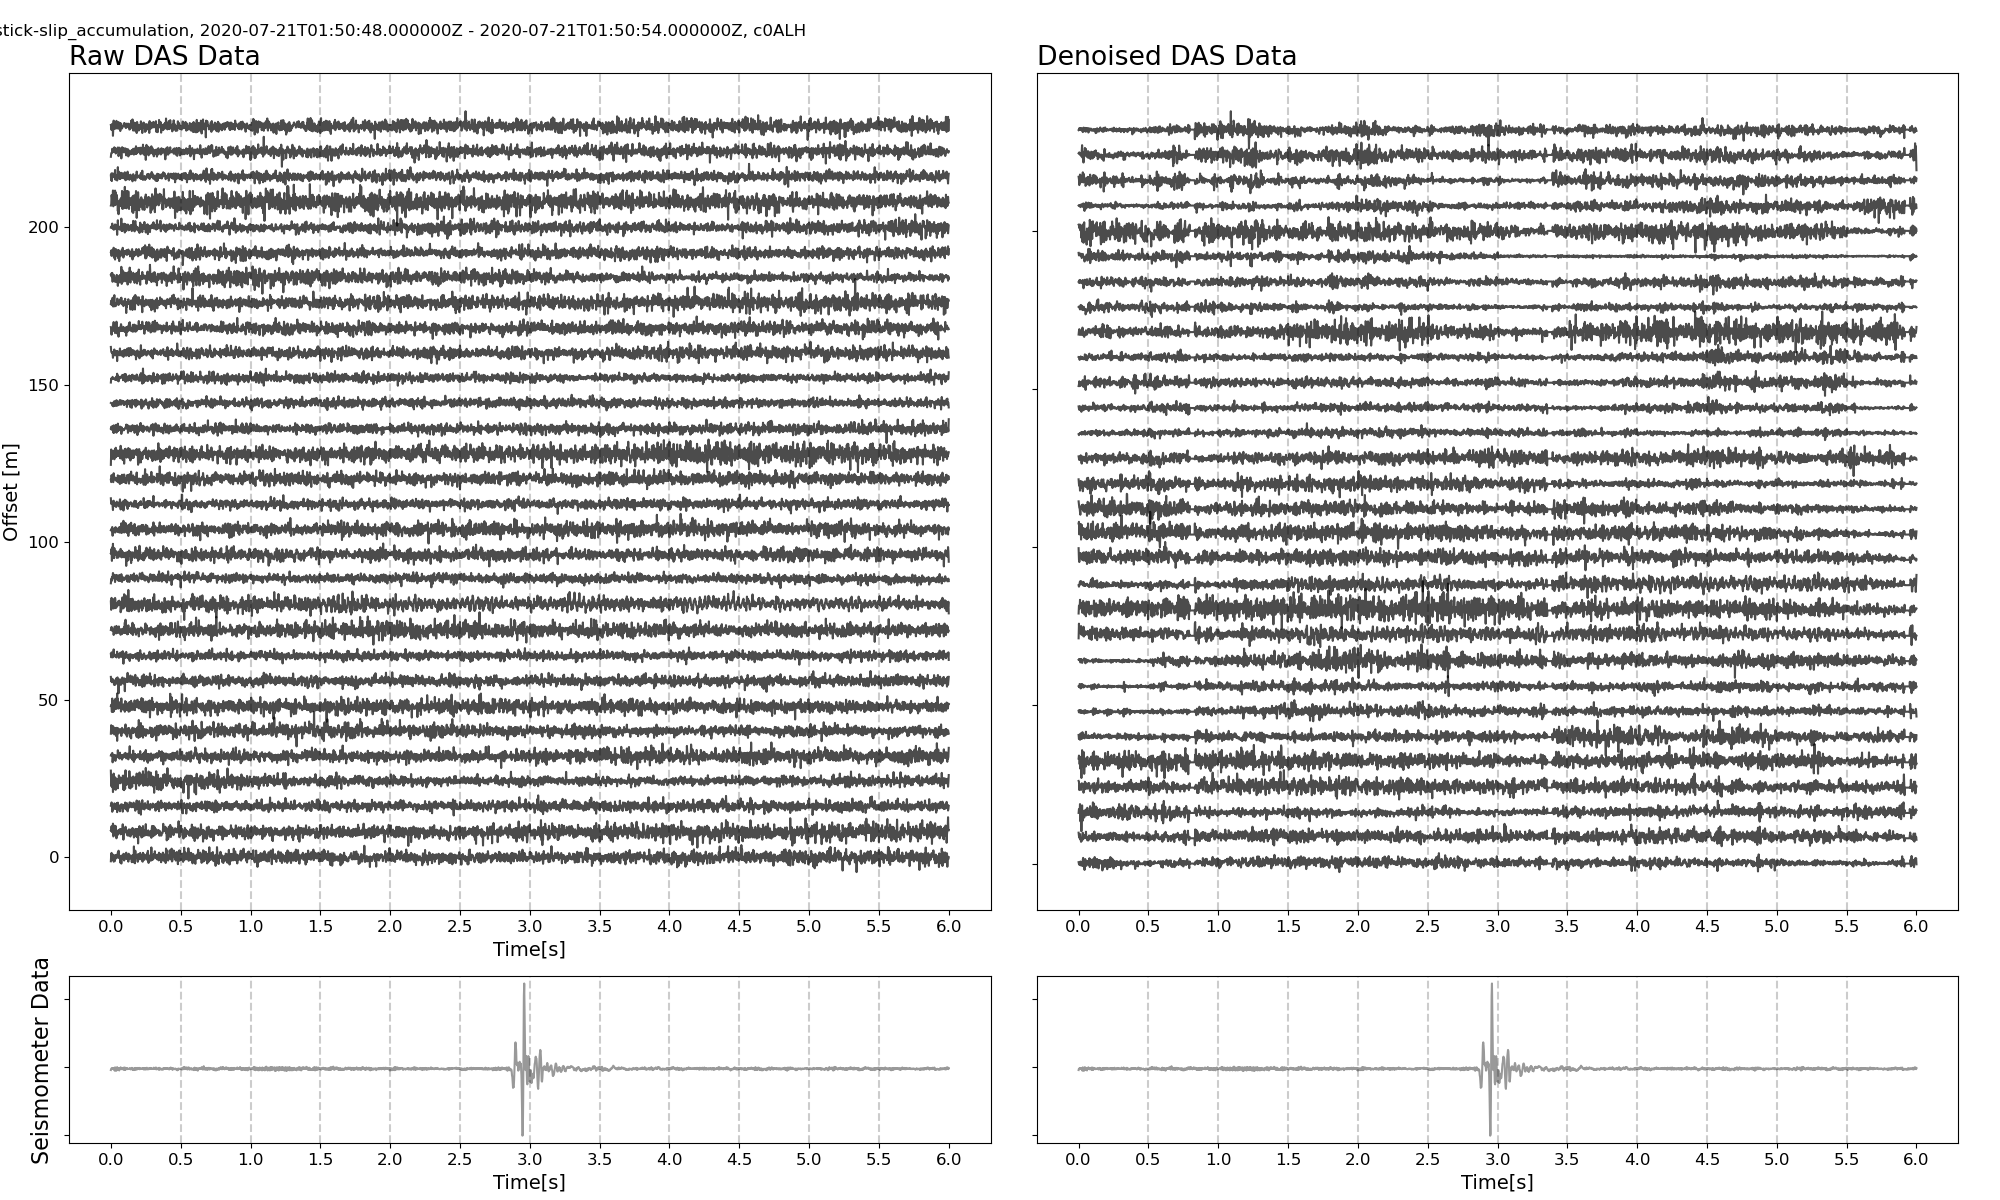 stick-slip_accumulation, 2020-07-21T01:50:48.000000Z - 2020-07-21T01:50:54.000000Z, c0ALH
Raw DAS Data
Denoised DAS Data
Offset [m]
200
150
100
50
0
0.0 0.5 1.0 1.5 2.0 2.5 3.0 3.5 4.0 4.5 5.0 5.5 6.0
Time[s]
0.0 0.5 1.0 1.5 2.0 2.5 3.0 3.5 4.0 4.5 5.0 5.5 6.0
Seismometer Data
0.0 0.5 1.0 1.5 2.0 2.5 3.0 3.5 4.0 4.5 5.0 5.5 6.0
Time[s]
0.0 0.5 1.0 1.5 2.0 2.5 3.0 3.5 4.0 4.5 5.0 5.5 6.0
Time[s]